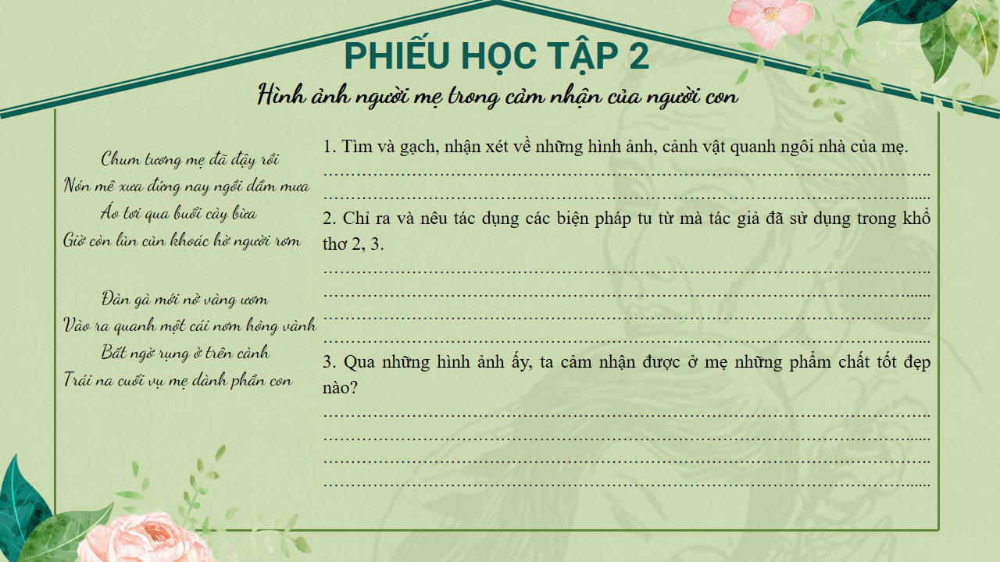 PHIẾU HỌC TẬP 2
Hình ảnh người mẹ trong cảm nhận của người con
Chum tương mẹ đã đậy rồi
Nón mê xưa đứng nay ngồi dầm mưa
Áo tơi qua buổi cày bừa
Giờ còn lủn củn khoác hờ người rơm
Đàn gà mới nở vàng ươm
Vào ra quanh một cái nơm hỏng vành
Bất ngờ rụng ở trên cành
Trái na cuối vụ mẹ dành phần con
1. Tìm và gạch, nhận xét về những hình ảnh, cảnh vật quanh ngôi nhà của mẹ.
…………………………………………………………………………………………..
………………………………………………………………………………………......
2. Chỉ ra và nêu tác dụng các biện pháp tu từ mà tác giả đã sử dụng trong khổ
thơ 2, 3.
…………………………………………………………………………………………..
………………………………………………………………………………………......
…………………………………………………………………………………………..
………………………………………………………………………………………......
3. Qua những hình ảnh ấy, ta cảm nhận được ở mẹ những phẩm chất tốt đẹp
nào?
…………………………………………………………………………………………..
………………………………………………………………………………………......
…………………………………………………………………………………………..
………………………………………………………………………………………......